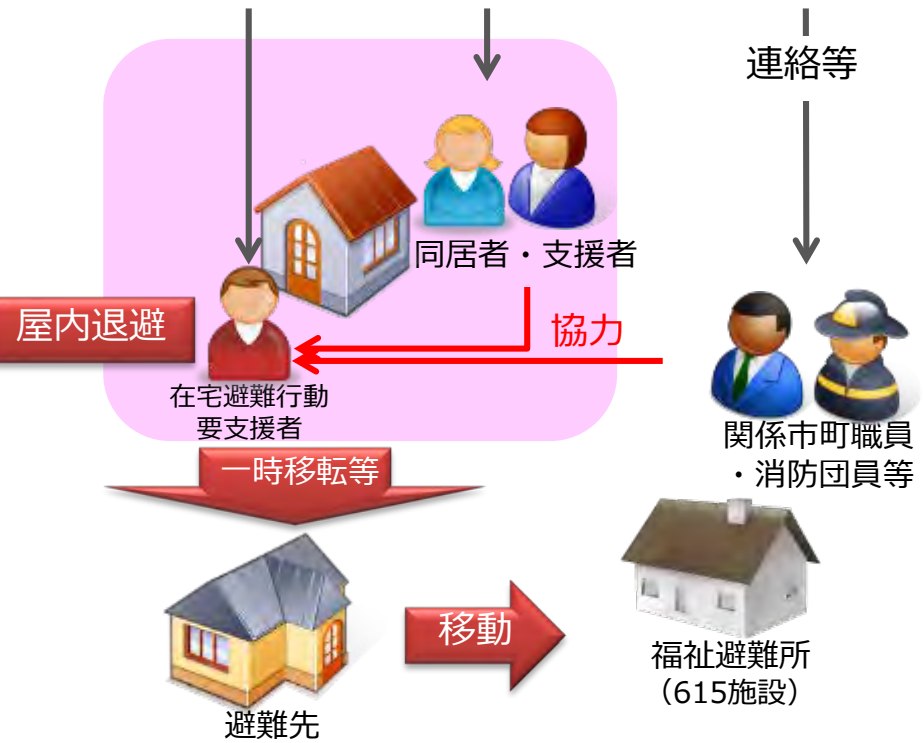 連絡等
同居者・支援者
屋内退避
協力
在宅避難行動
要支援者
関係市町職員
・消防団員等
一時移転等
移動
福祉避難所
（615施設）
避難先